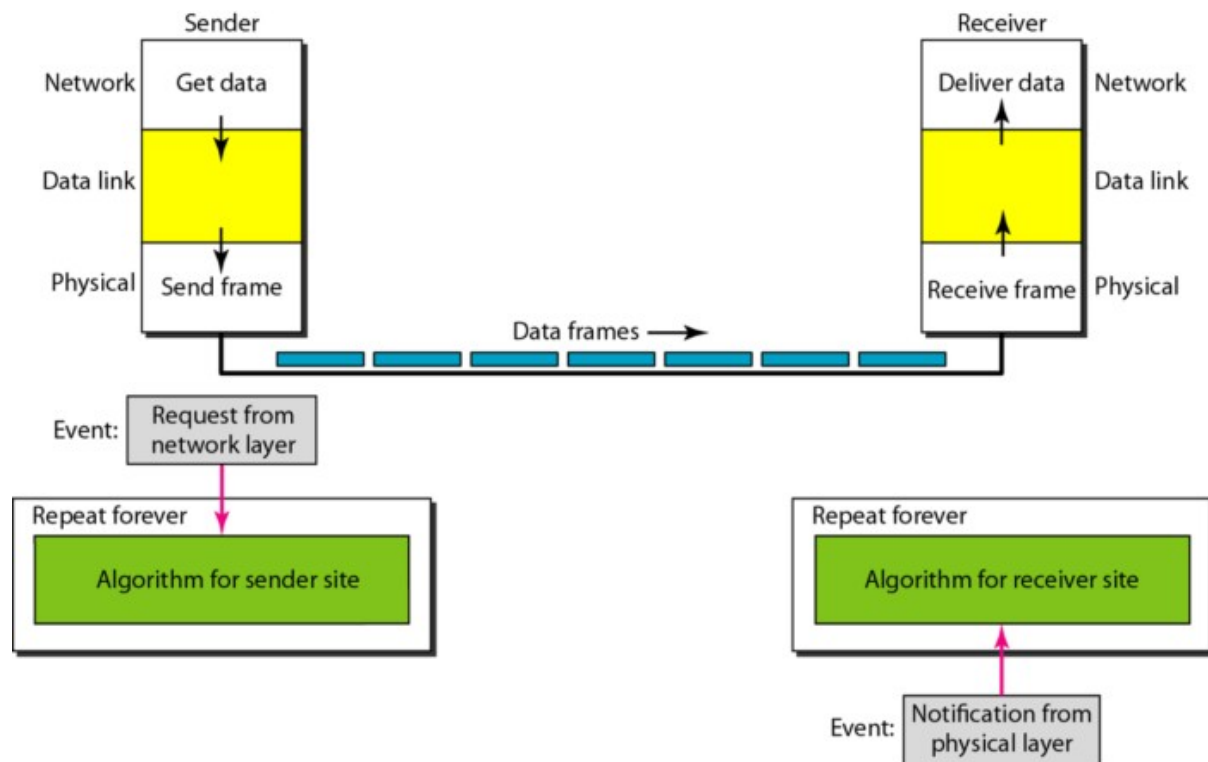 Sender
Receiver
Network
Get data
Deliver data
Network
Data link
Data link
Physical
Send frame
Receive frame
Physical
Data frames
Event:
Request from
network layer
Repeat forever
Algorithm for sender site
Repeat forever
Algorithm for receiver site
Event:
Notification from
physical layer